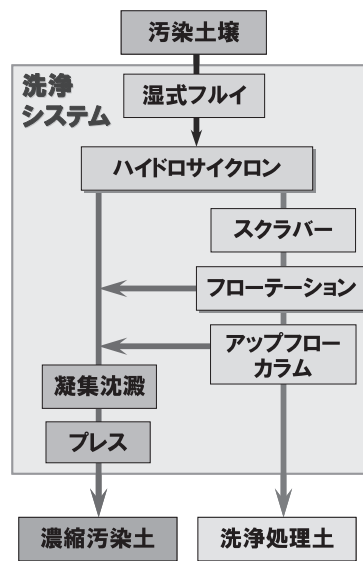 汚染土壌
洗浄
システム
湿式フルイ
ハイドロサイクロン
スクラバー
フローテーション
アップフロー
カラム
凝集沈澱
プレス
濃縮汚染土
洗浄処理土